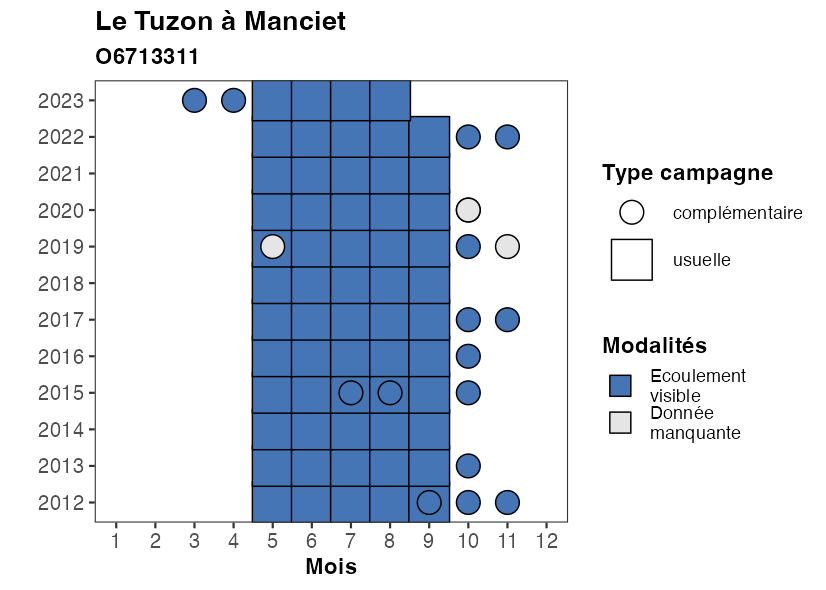 Le Tuzon à Manciet
O6713311
2023
2022
2021
2020
2019
2018
2017
2016
2015
2014
2013
2012
1 2 3 4 5 6 7 8 9 10 11 12
Mois
Type campagne
complémentaire
usuelle
Modalités
Ecoulement
visible
Donnée
manquante